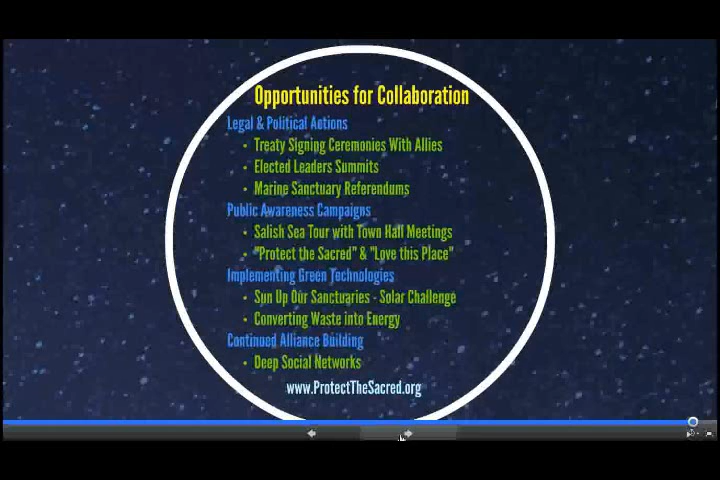 Opportunities for Collaboration
Legal & Political Actions
• Treaty Signing Ceremonies With Allies
• Elected Leaders Summits
• Marine Sanctuary Referendums
Public Awareness Campaigns
• Salish Sea Tour with Town Hall Meetings
• "Protect the Sacred" & "Love this Place"
Implementing Green Technologies
• Sun Up Our Sanctuaries - Solar Challenge
• Converting Waste into Energy
Continued Alliance Building
• Deep Social Networks
www.ProtectTheSacred.org